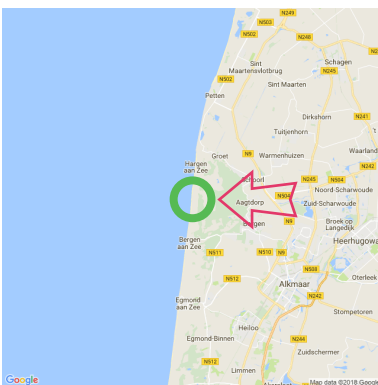 N249
N503
N502
N248
Sint
Maartensvlotbrug
Schagen
N245
N502
Sint Maarten
Petten
Dirkshorn
N241
Tuitjenhorn
N9
Waarland
Groet
Warmenhuizen
N242
Hargen
aan Zee
Schoorl
N245
N504
Noord-Scharwoude
N504
Aagtdorp
Zuid-Scharwoude
Bergen
N9
Broek op
Langedijk
Bergen
aan Zee
Heerhugowa
N511
N510
N9
N508
N512
Oterleek
Alkmaar
N242
Egmond
aan Zee
Stompetoren
Heiloo
Egmond-Binnen
N244
Zuidschermer
N512
Limmen
Google
Map data ©2018 Google